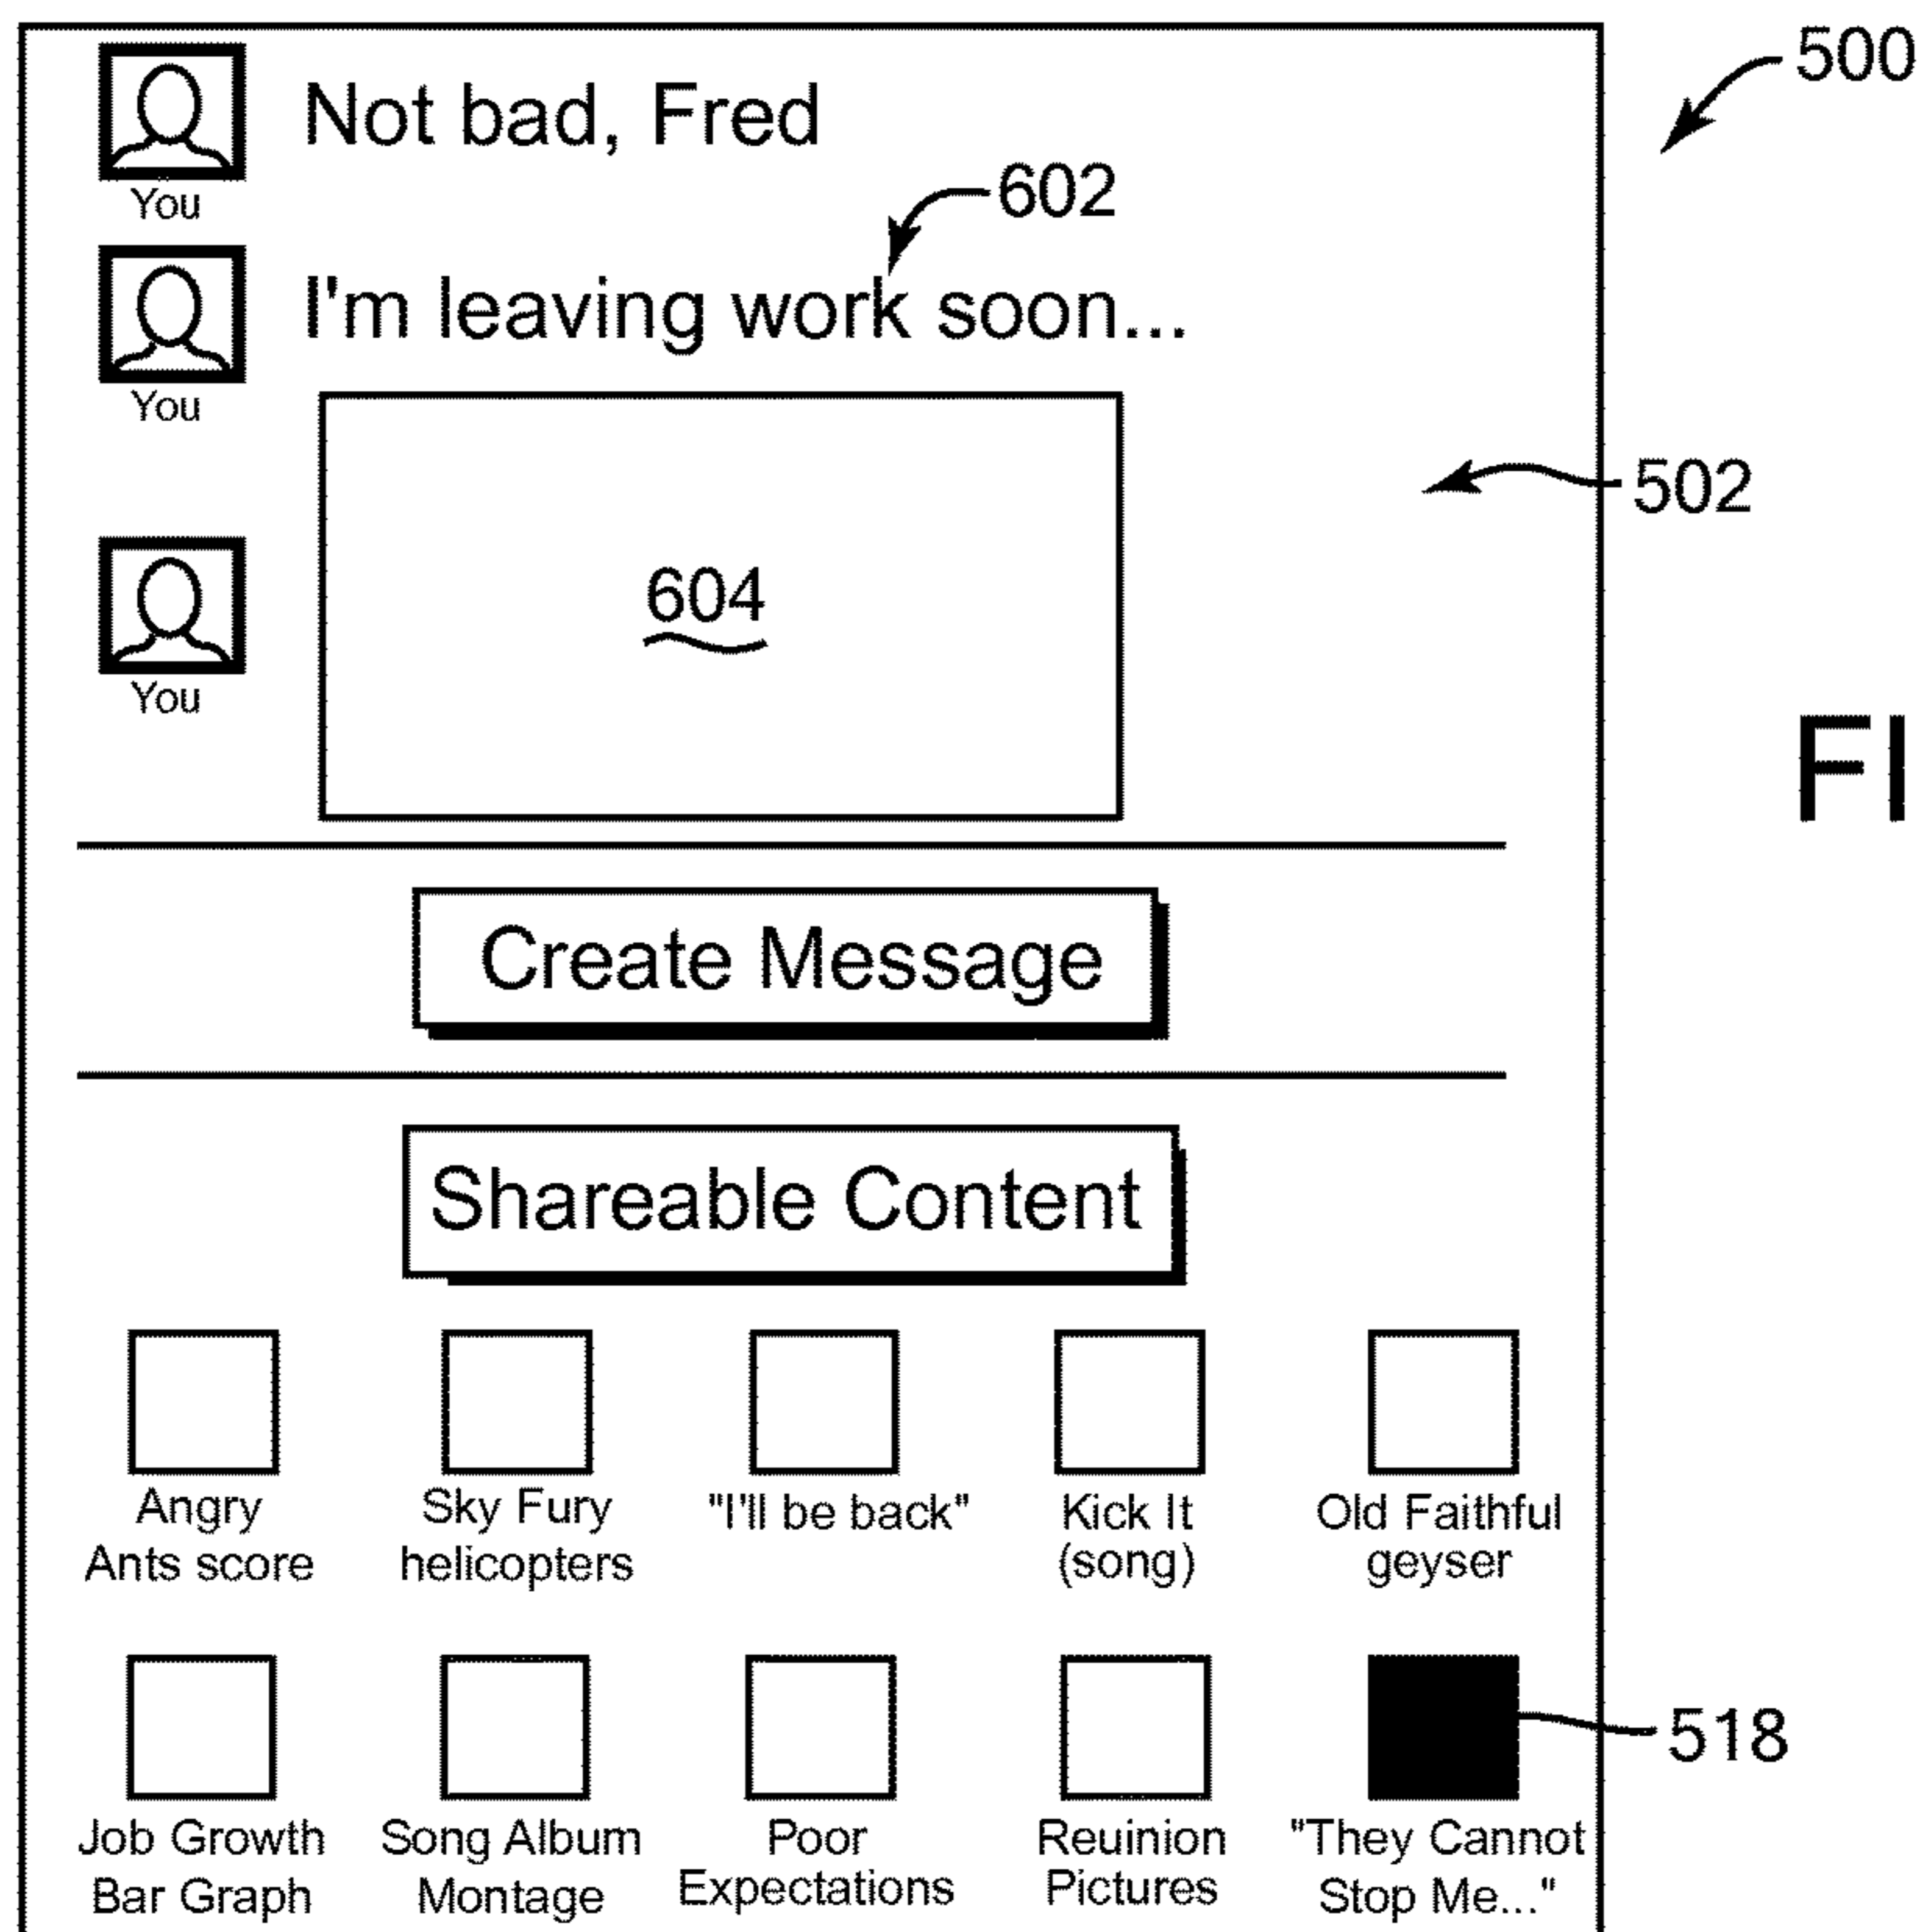 500
Not bad, Fred
You
602
I'm leaving work soon...
You
502
604
You
FI
Create Message
Shareable Content
Angry
Ants score
Sky Fury
helicopters
"I'll be back"
Kick It
(song)
Old Faithful
geyser
518
Job Growth
Bar Graph
Song Album
Montage
Poor
Expectations
Reuinion
Pictures
"They Cannot
Stop Me..."